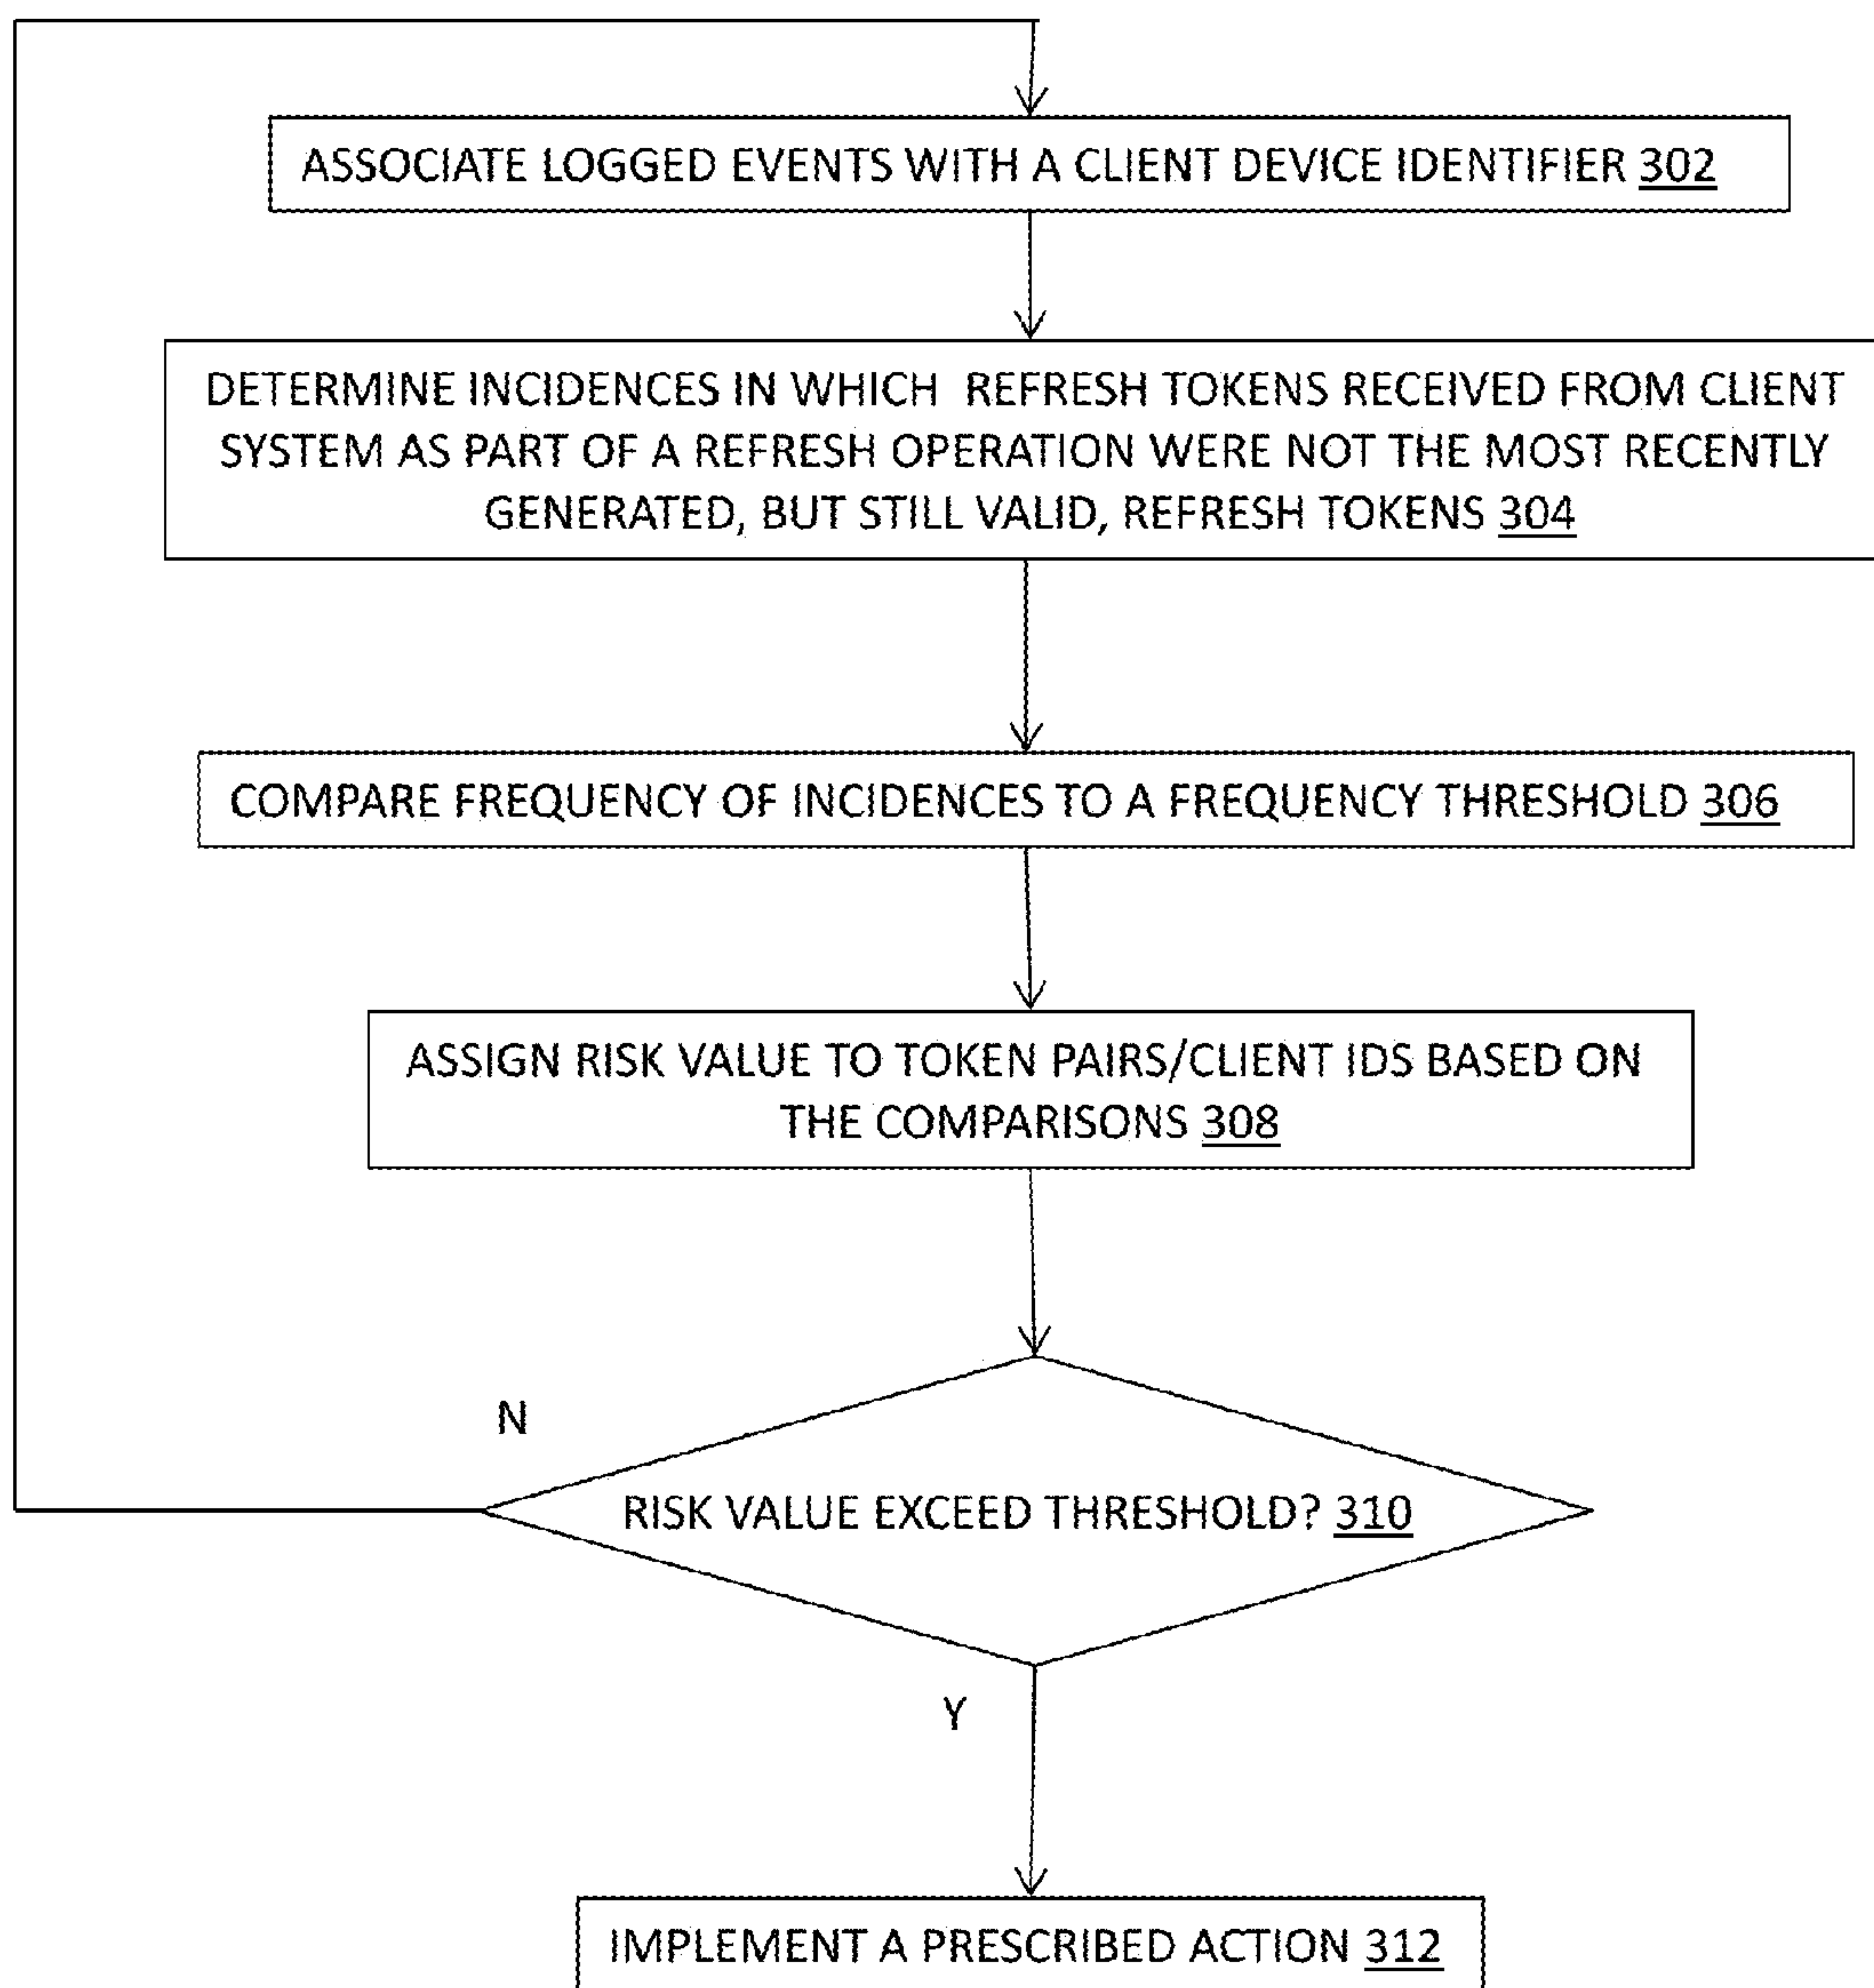 ASSOCIATE LOGGED EVENTS WITH A CLIENT DEVICE IDENTIFIER 302
DETERMINE INCIDENCES IN WHICH REFRESH TOKENS RECEIVED FROM CLIENT
SYSTEM AS PART OF A REFRESH OPERATION WERE NOT THE MOST RECENTLY
GENERATED, BUT STILL VALID, REFRESH TOKENS 304
COMPARE FREQUENCY OF INCIDENCES TO A FREQUENCY THRESHOLD 306
ASSIGN RISK VALUE TO TOKEN PAIRS/CLIENT IDS BASED ON
THE COMPARISONS 308
N
RISK VALUE EXCEED THRESHOLD? 310
Y
IMPLEMENT A PRESCRIBED ACTION 312